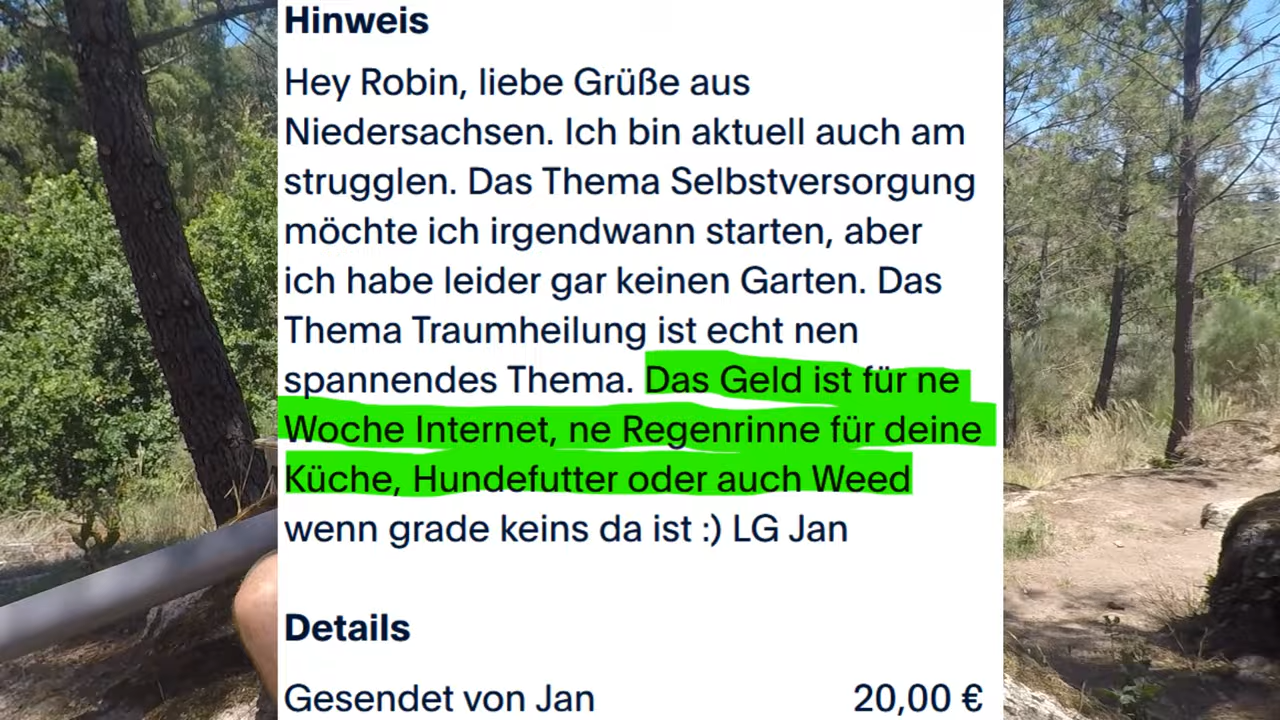 Hinweis
Hey Robin, liebe Grüße aus
Niedersachsen. Ich bin aktuell auch am
strugglen. Das Thema Selbstversorgung
möchte ich irgendwann starten, aber
ich habe leider gar keinen Garten. Das
Thema Traumheilung ist echt nen
spannendes Thema. Das Geld ist für ne
Woche Internet, ne Regenrinne für deine
Küche, Hundefutter oder auch Weed
wenn grade keins da ist :) LG Jan
Details
Gesendet von Jan 20,00 €